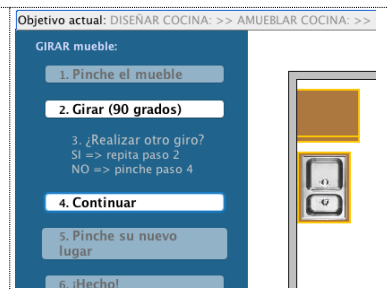 Objetivo actual: DISEÑAR COCINA: >> AMUEBLAR COCINA: >>
GIRAR mueble:
1. Pinche el mueble
2. Girar (90 grados)
3. ¿Realizar otro giro?
SI => repita paso 2
NO => pinche paso 4
4. Continuar
5. Pinche su nuevo
lugar
6. ¡Hecho!